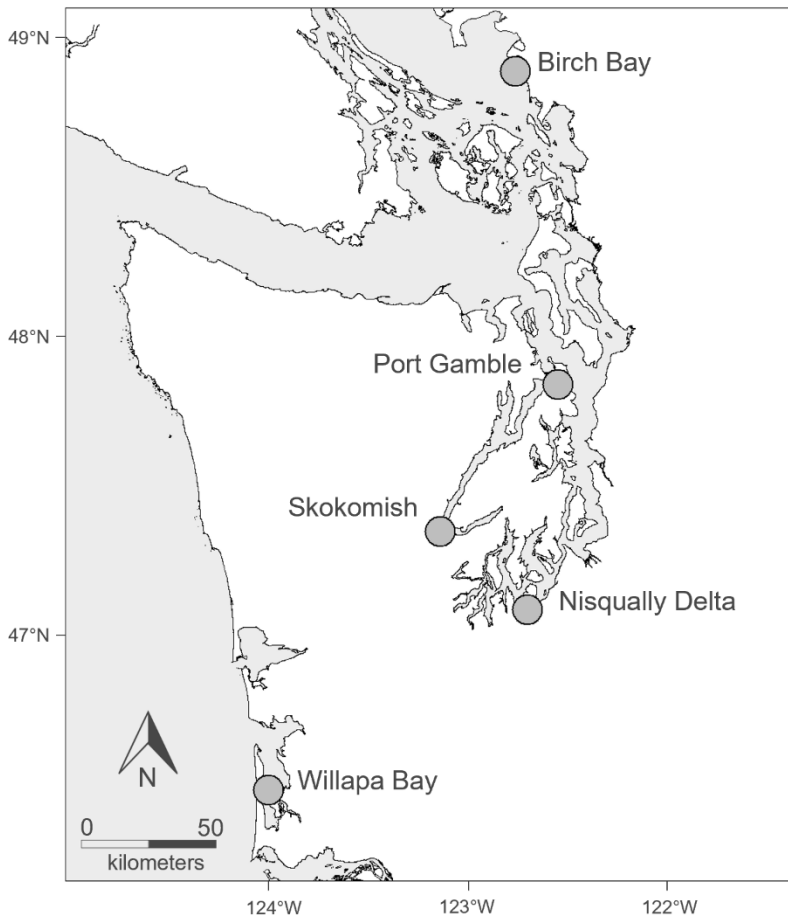 49°N
Birch Bay
48°N
Port Gamble
Skokomish
Nisqually Delta
47°N
N
Willapa Bay
0 50
kilometers
124°W 123°W 122°W